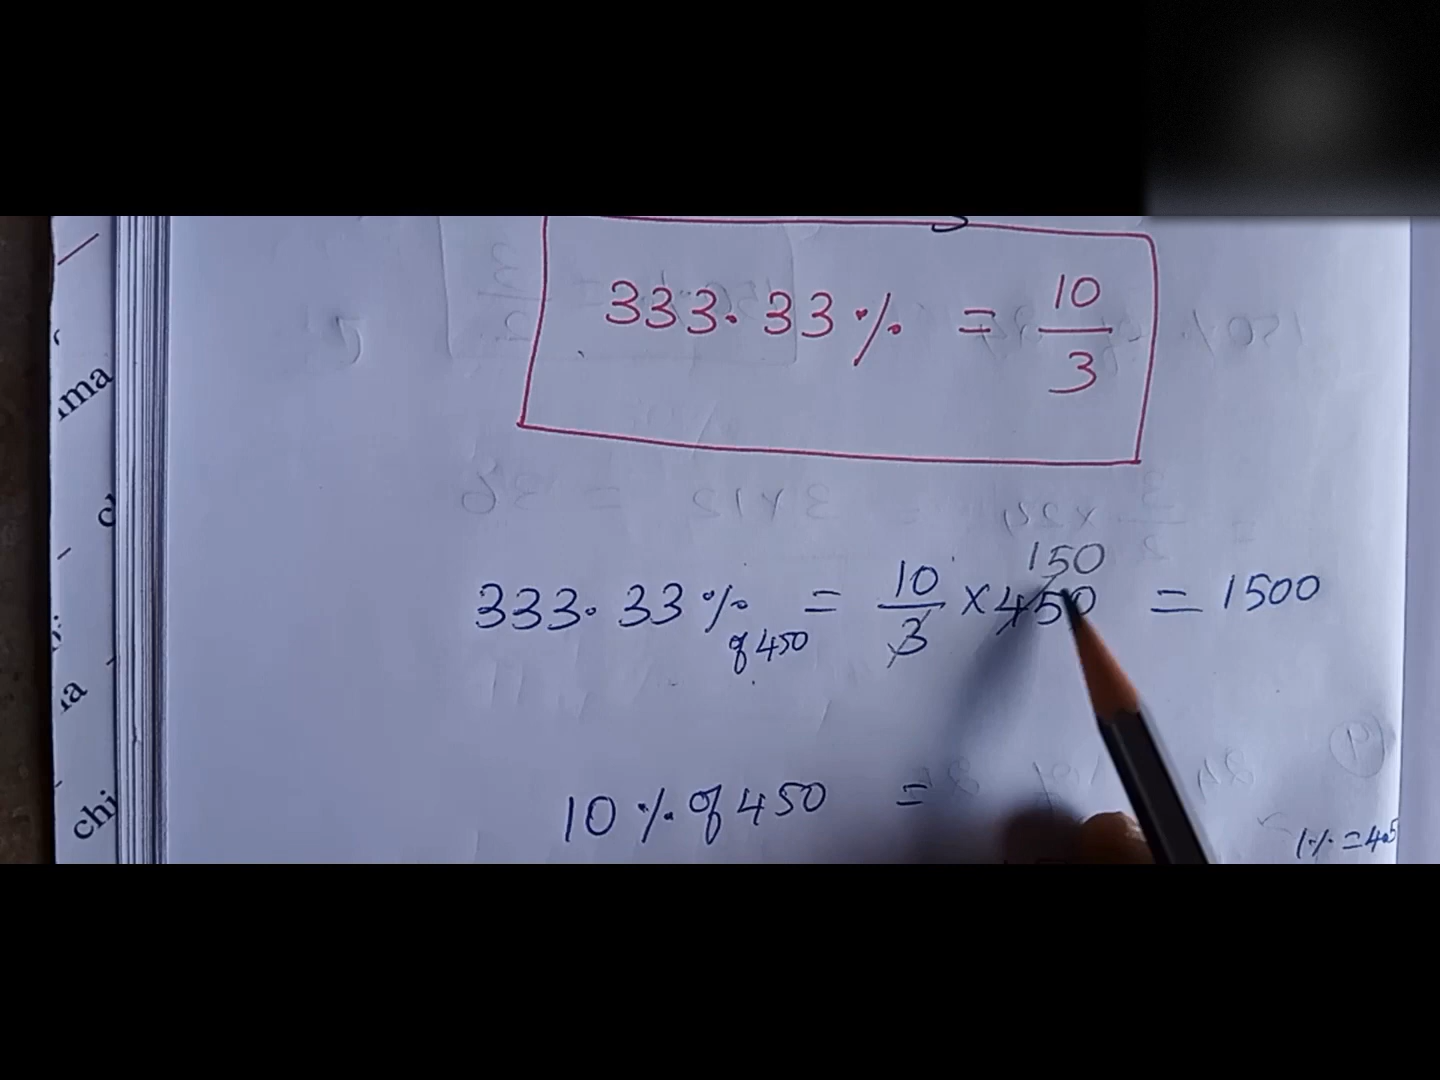 333.33% = 10/3
333.33% of 450 = 10/3 × 450 150 = 1500
10% of 450 =
1% = 4.5
ma
chi